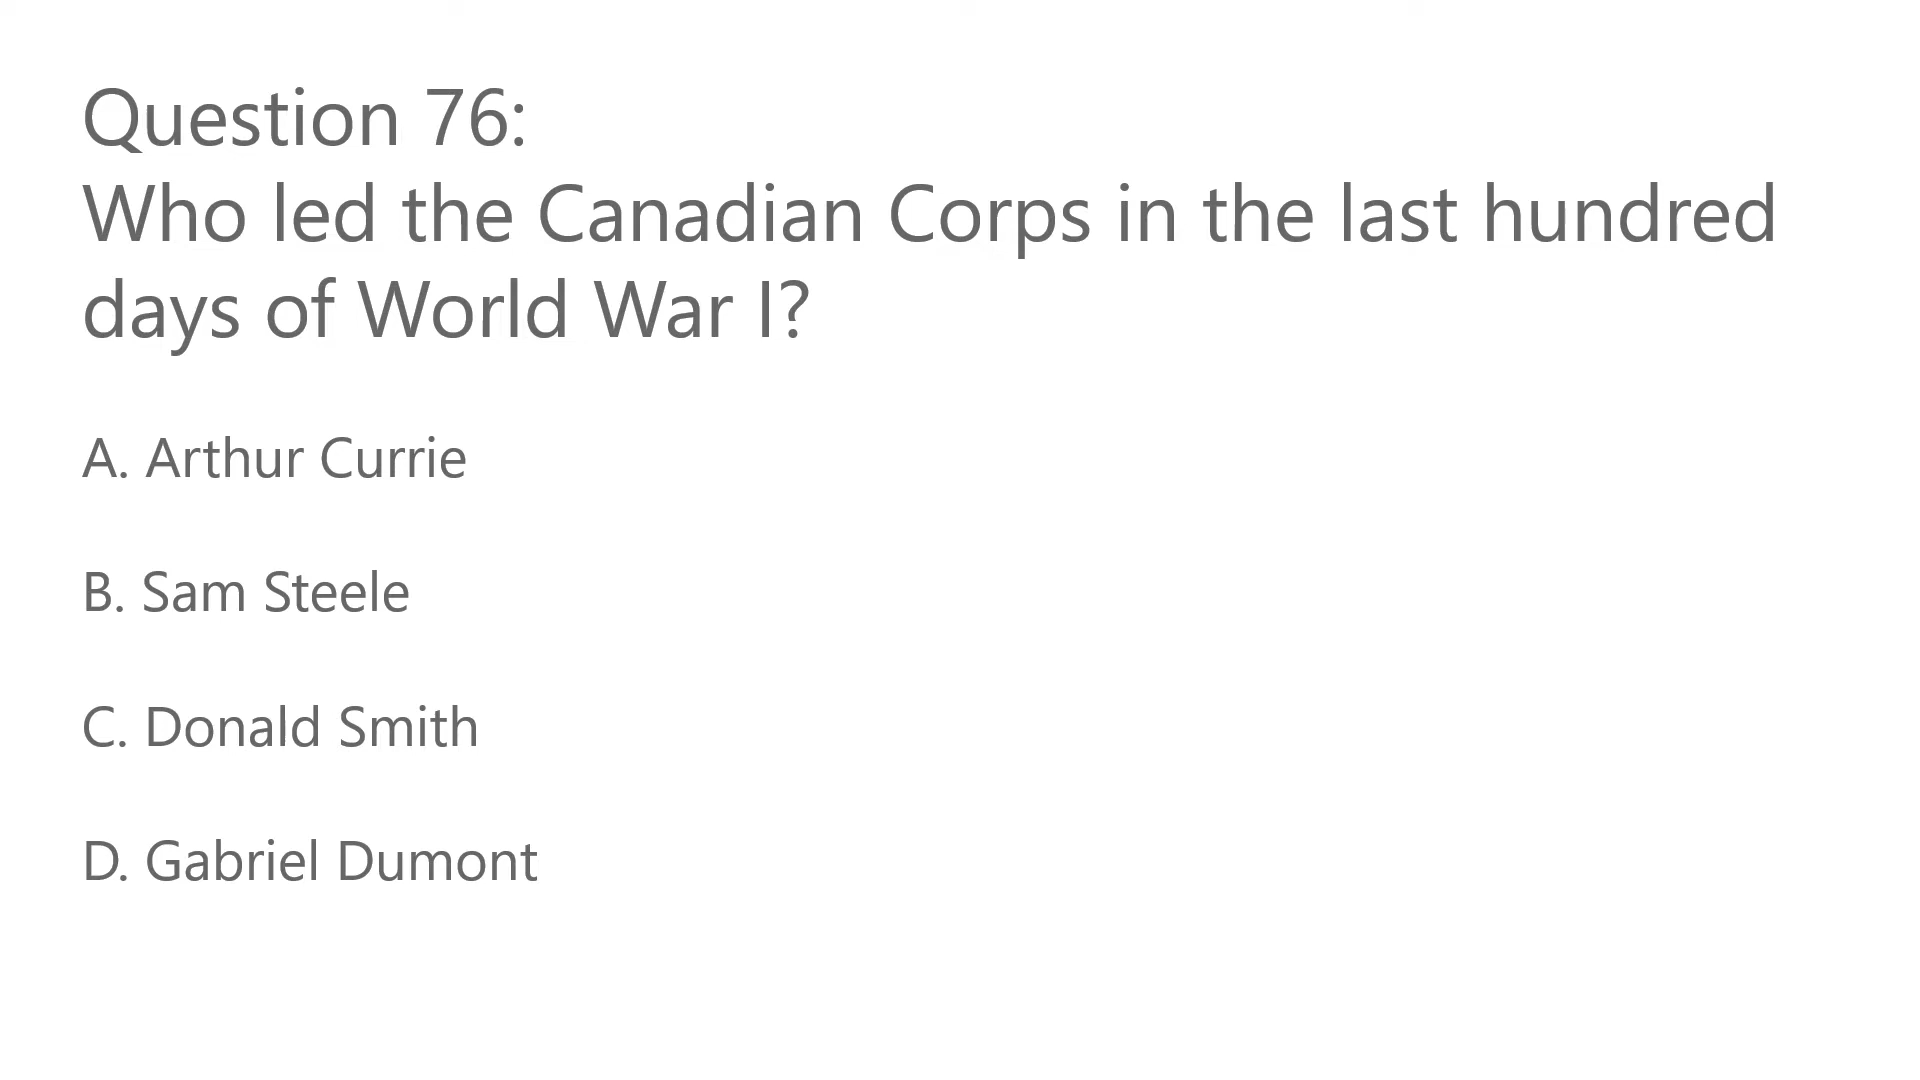 Question 76:
Who led the Canadian Corps in the last hundred
days of World War I?
A. Arthur Currie
B. Sam Steele
C. Donald Smith
D. Gabriel Dumont